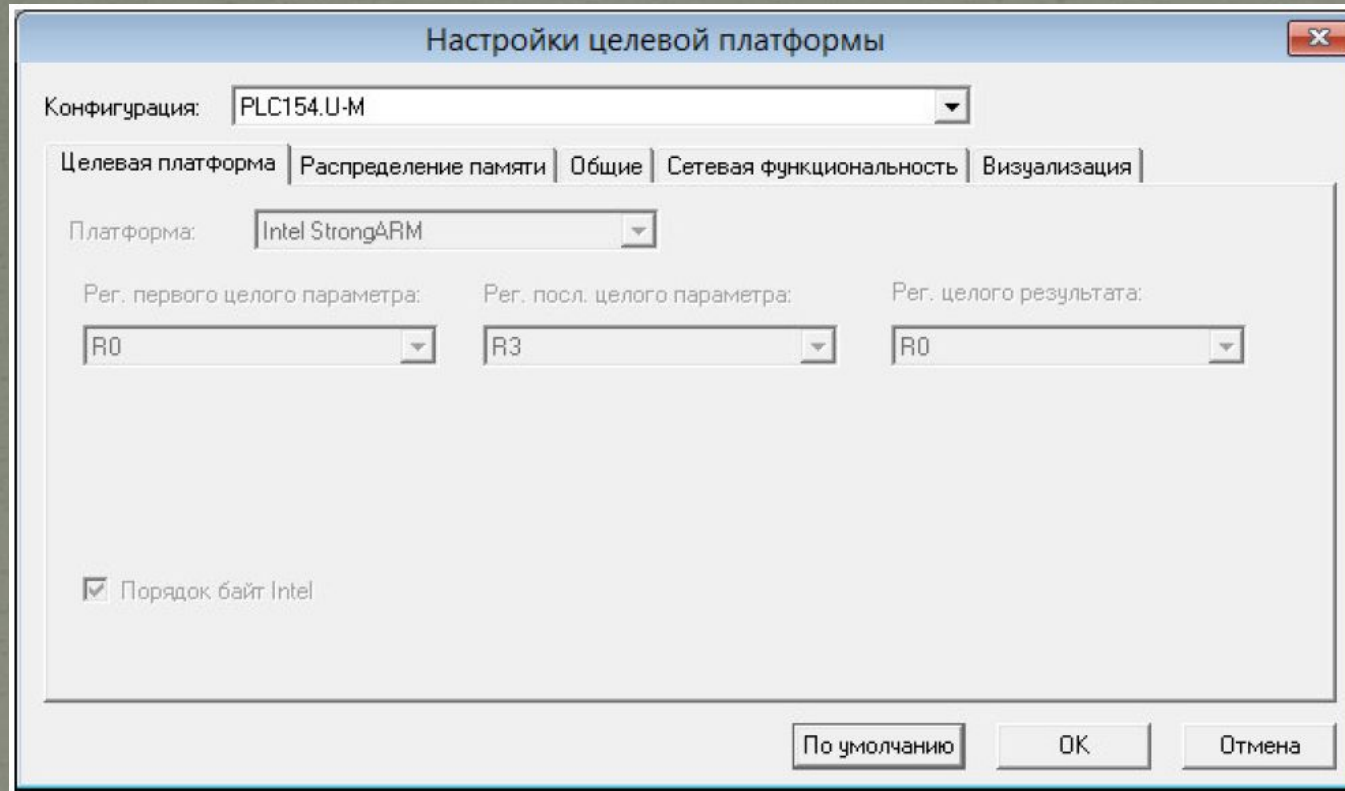 Настройки целевой платформы
Конфигурация: PLC154.U-M
Целевая платформа Распределение памяти Общие Сетевая функциональность Визуализация
Платформа: Intel StrongARM
Рег. первого целого параметра: Рег. посл. целого параметра: Рег. целого результата:
R0 R3 R0
Порядок байт Intel
По умолчанию OK Отмена